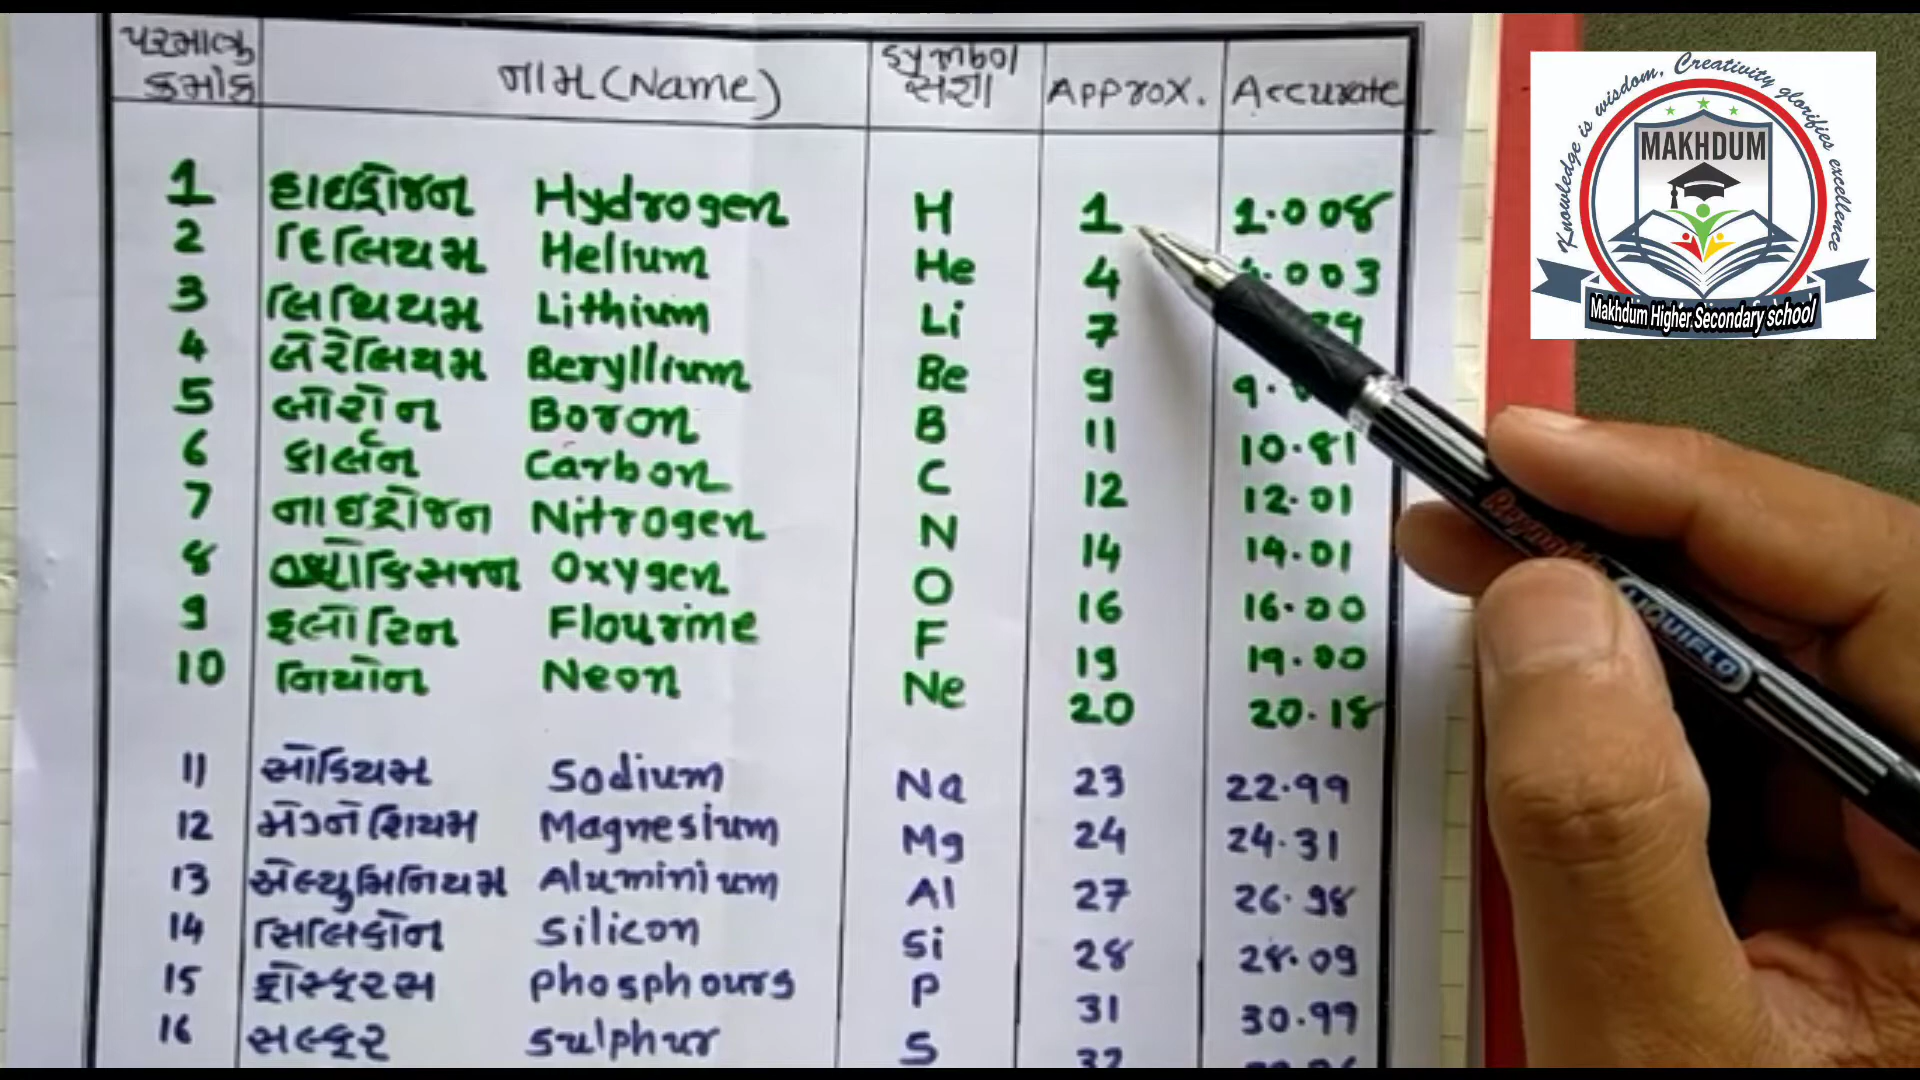 પરમાણુ ક્રમાંક નામ (Name) Symbol સંજ્ઞા Approx. Accurate
1 હાઇડ્રોજન Hydrogen H 1 1.008
2 હિલિયમ Helium He 4 .003
3 લિથિયમ Lithium Li 7
4 બેરેલિયમ Beryllium Be 9 9.
5 બોરોન Boron B 11 10.81
6 કાર્બન Carbon C 12 12.01
7 નાઇટ્રોજન Nitrogen N 14 14.01
8 ઓકિસજન Oxygen O 16 16.00
9 ફ્લોરિન Flourine F 19 19.00
10 નિયોન Neon Ne 20 20.18
11 સોડિયમ Sodium Na 23 22.99
12 મેગ્નેશિયમ Magnesium Mg 24 24.31
13 એલ્યુમિનિયમ Aluminium Al 27 26.98
14 સિલિકોન Silicon Si 28 28.09
15 ફોસ્ફરસ Phosphours P 31 30.99
16 સલ્ફર Sulphur S 32
Knowledge is wisdom, Creativity glorifies excellence
MAKHDUM
Makhdum Higher Secondary school
LIQUIFLO